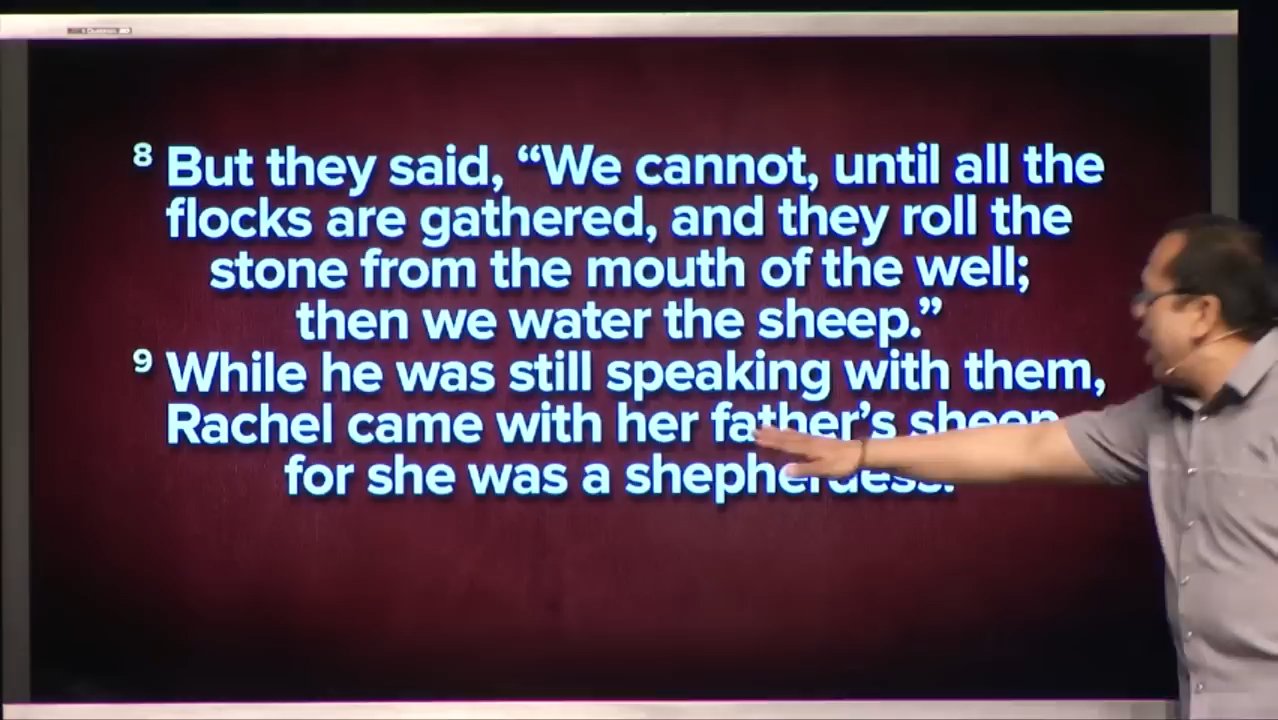 ⁸ But they said, “We cannot, until all the
flocks are gathered, and they roll the
stone from the mouth of the well;
then we water the sheep.”
⁹ While he was still speaking with them,
Rachel came with her father’s sheep
for she was a shepherdess.